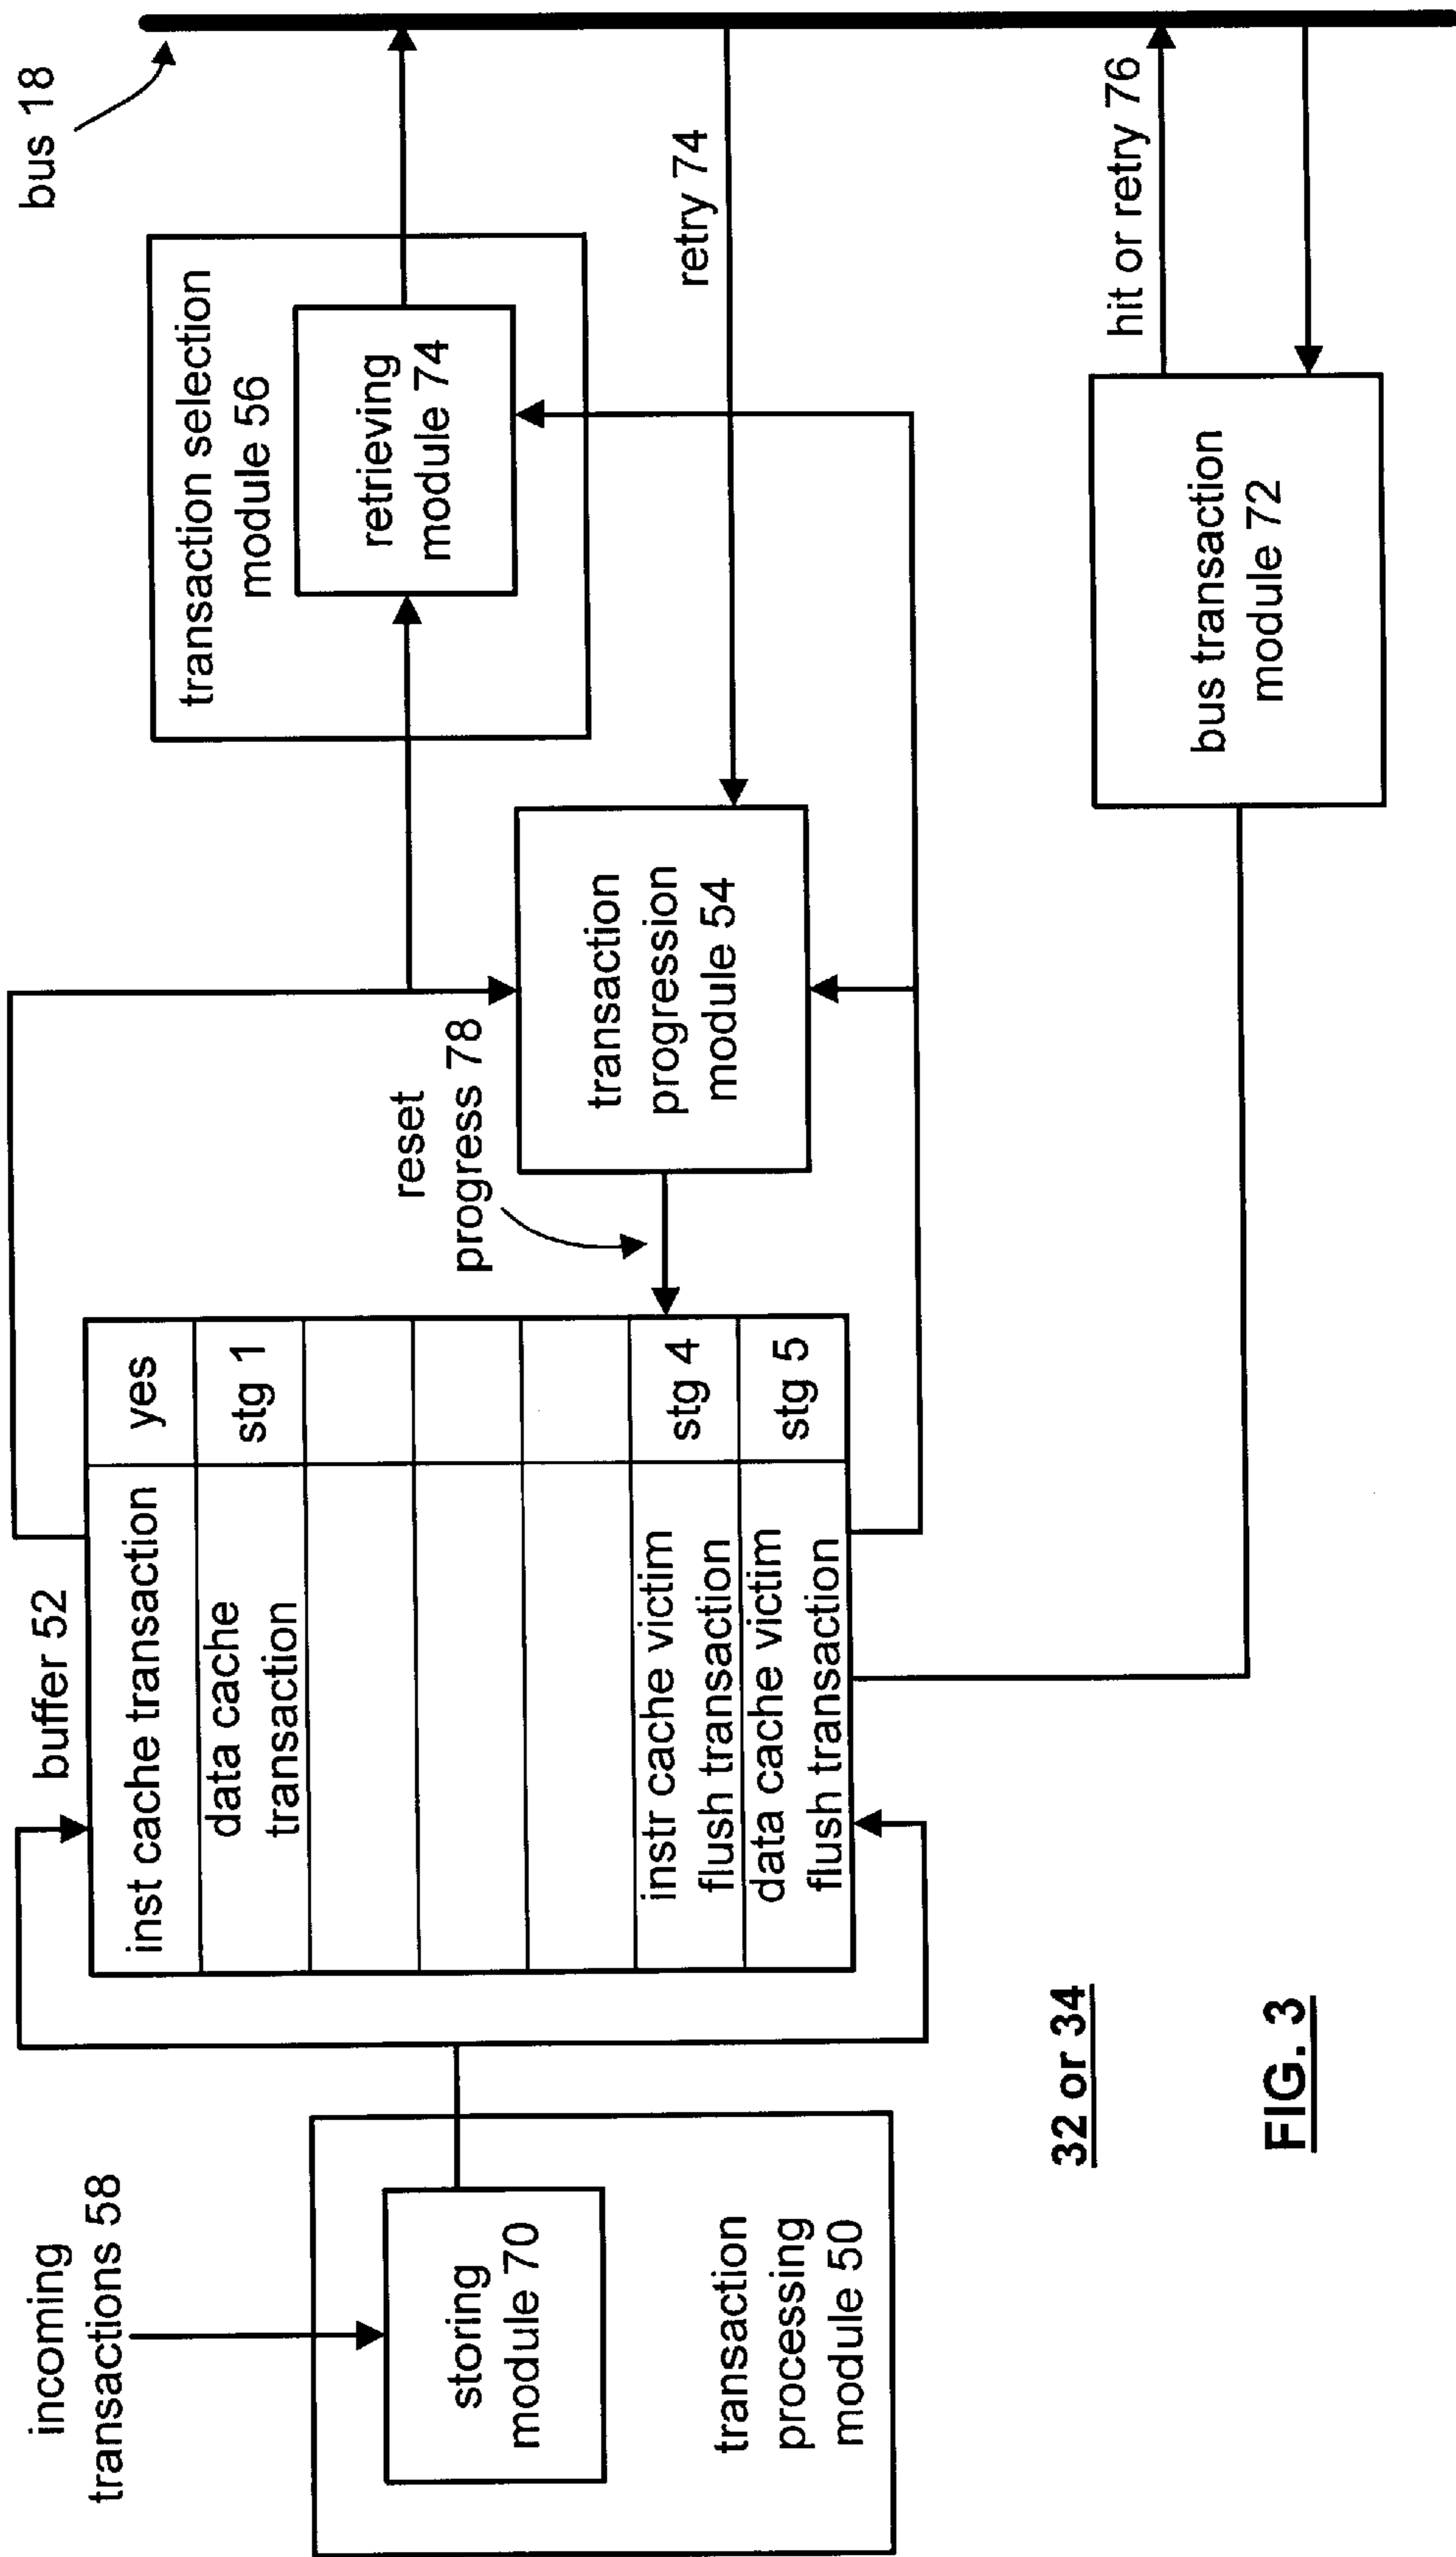 incoming
transactions 58
storing
module 70
transaction
processing
module 50
buffer 52
inst cache transaction
yes
data cache
transaction
stg 1
instr cache victim
flush transaction
stg 4
data cache victim
flush transaction
stg 5
reset
progress 78
transaction
progression
module 54
transaction selection
module 56
retrieving
module 74
bus 18
retry 74
hit or retry 76
bus transaction
module 72
32 or 34
FIG. 3